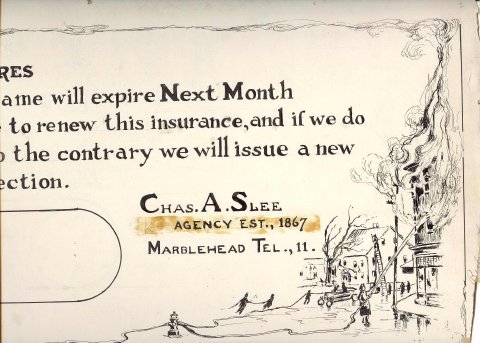 RES
ame will expire Next Month
e to renew this insurance, and if we do
o the contrary we will issue a new
ection.
Chas. A. Slee
AGENCY EST., 1867
Marblehead Tel., 11.